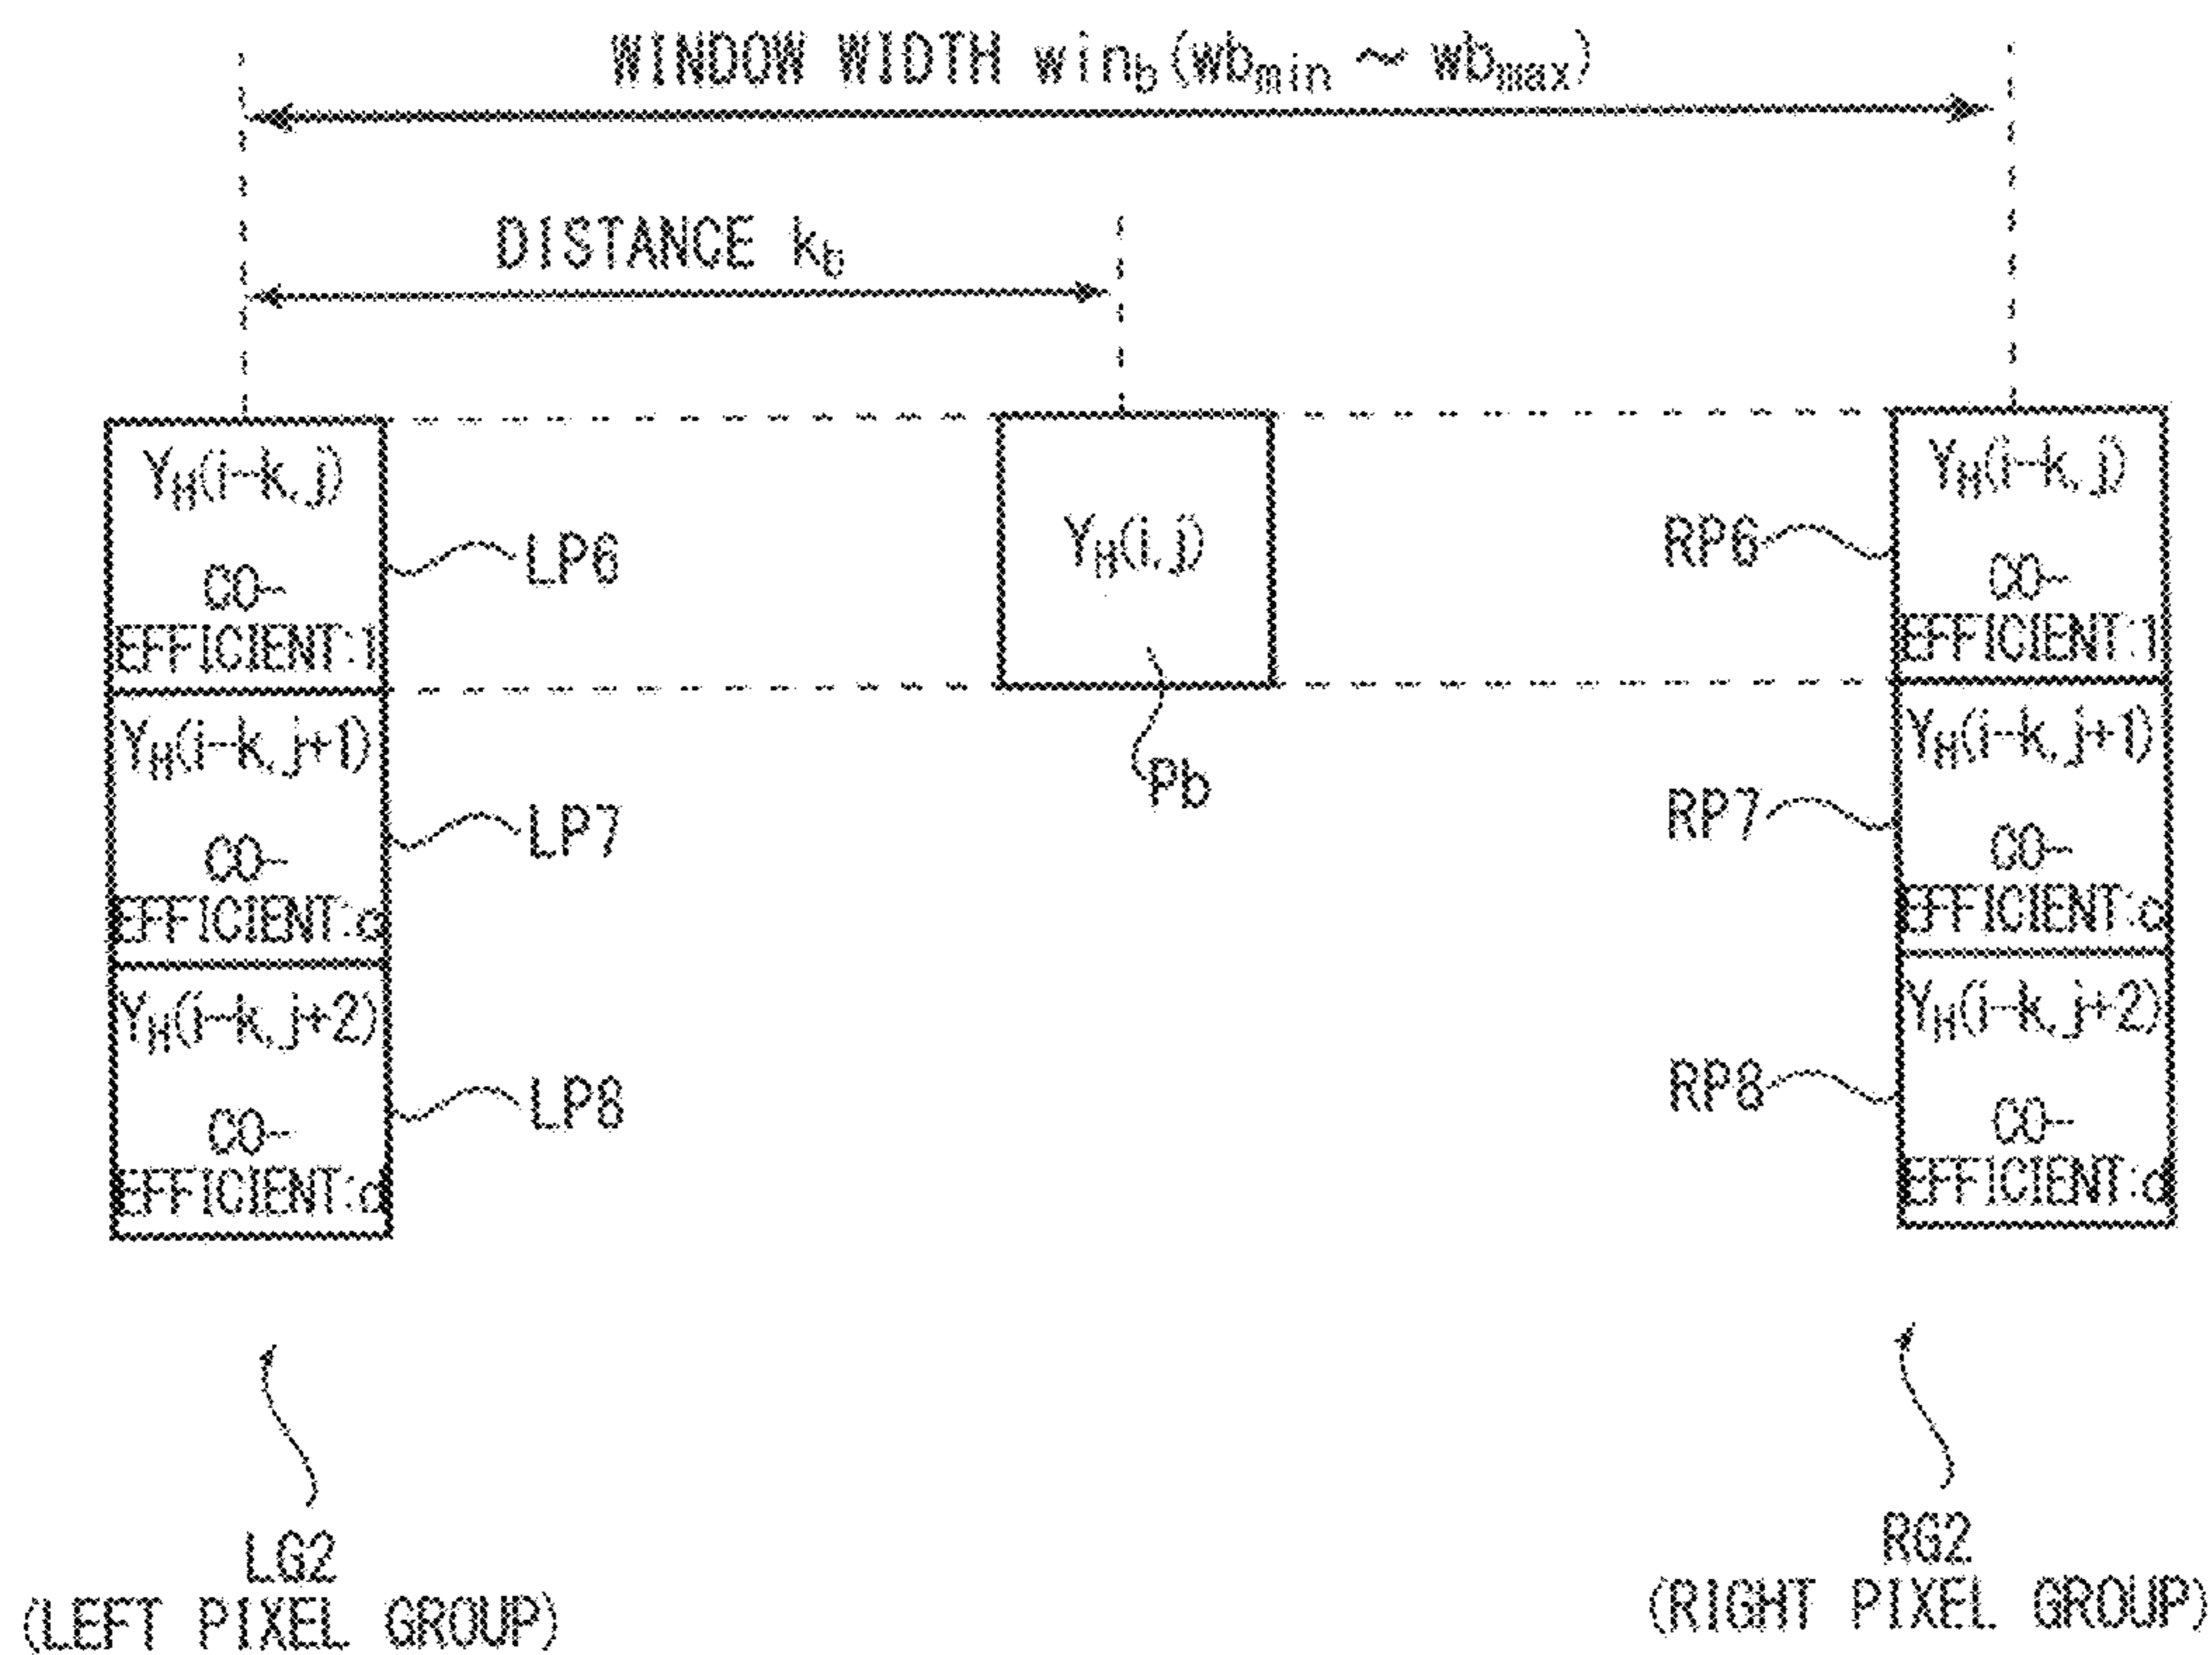 WINDOW WIDTH win_b(wb_min ~ wb_max)
DISTANCE k_b
Y_H(i-k, j)
CO-
EFFICIENT:1
LP6
Y_H(i, j)
Pb
RP6
Y_H(i-k, j)
CO-
EFFICIENT:1
Y_H(i-k, j+1)
CO-
EFFICIENT:c
LP7
RP7
Y_H(i-k, j+1)
CO-
EFFICIENT:c
Y_H(i-k, j+2)
CO-
EFFICIENT:d
LP8
RP8
Y_H(i-k, j+2)
CO-
EFFICIENT:d
LG2
(LEFT PIXEL GROUP)
RG2
(RIGHT PIXEL GROUP)